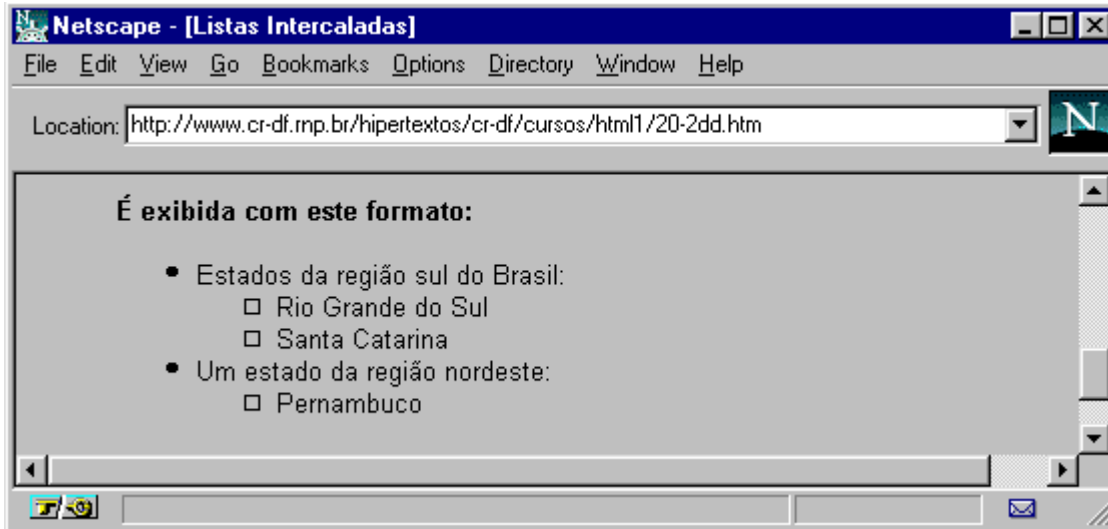 Netscape - [Listas Intercaladas]
File Edit View Go Bookmarks Options Directory Window Help
Location: http://www.cr-df.rnp.br/hipertextos/cr-df/cursos/html1/20-2dd.htm
N
É exibida com este formato:
Estados da região sul do Brasil:
Rio Grande do Sul
Santa Catarina
Um estado da região nordeste:
Pernambuco